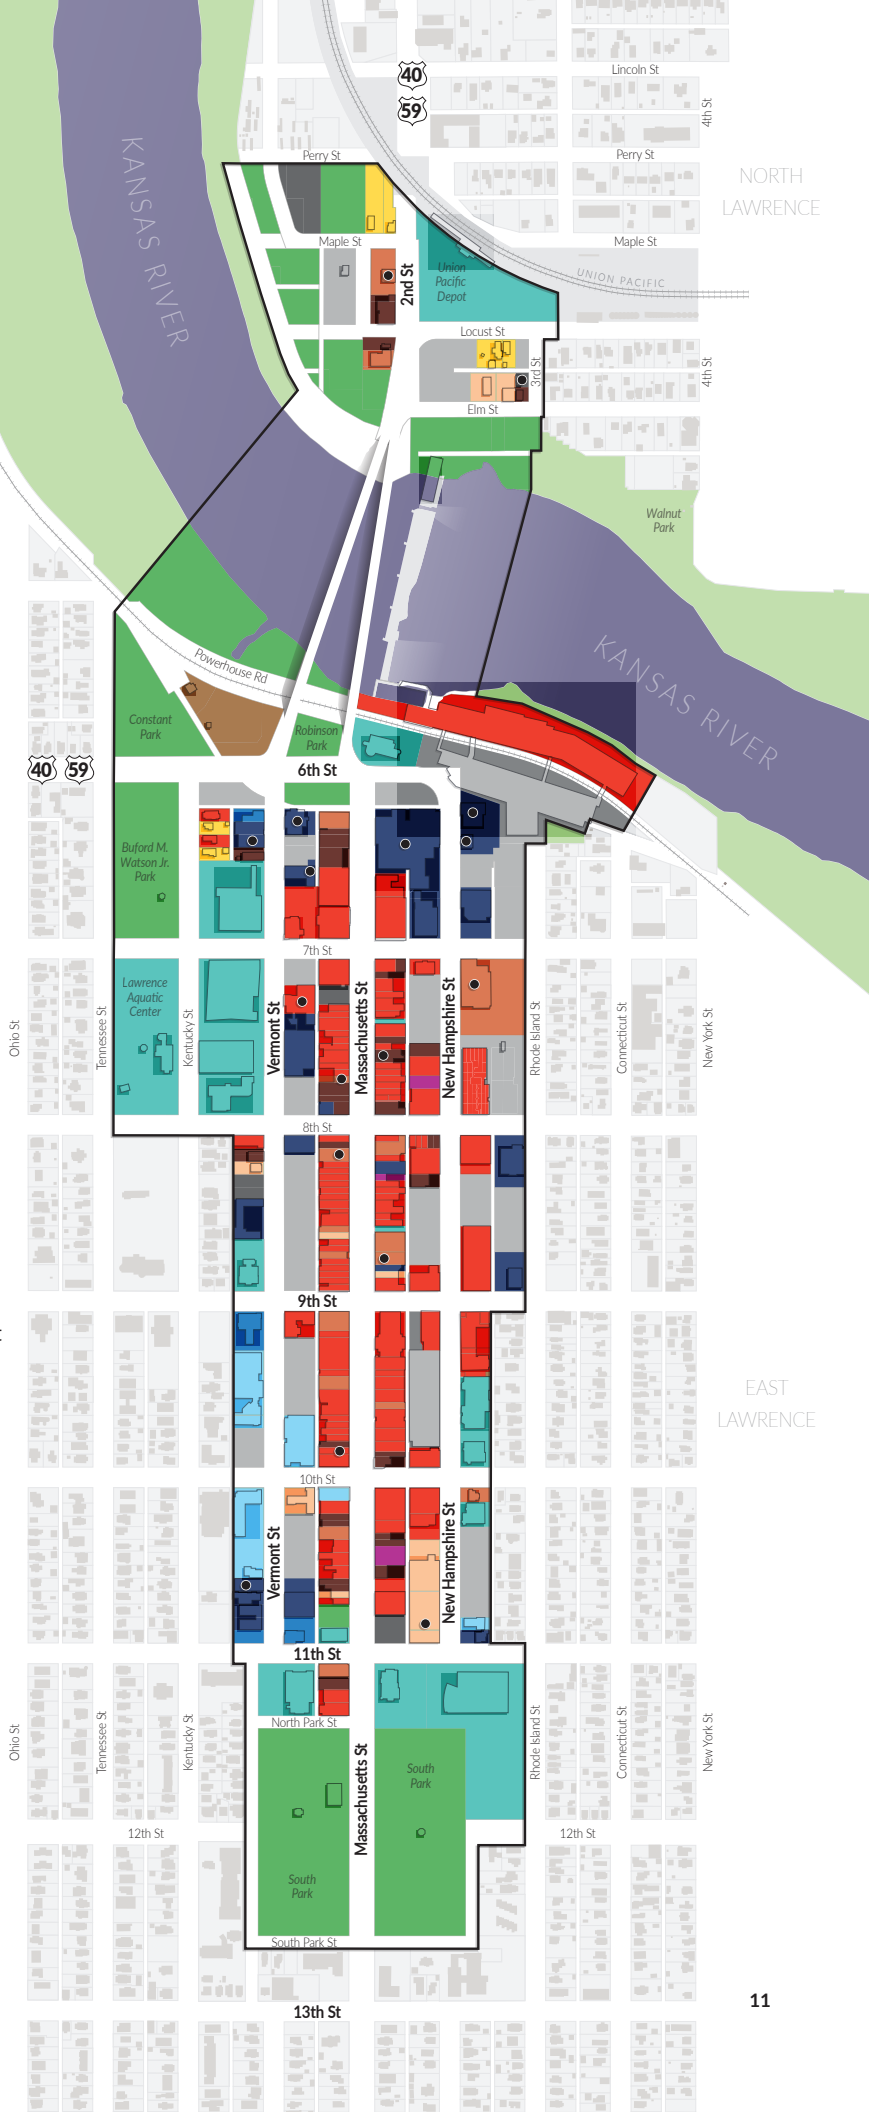 Lincoln St
40
59
4th St
Perry St
Perry St
KANSAS RIVER
NORTH
LAWRENCE
Maple St
Maple St
2nd St
Union
Pacific
Depot
UNION PACIFIC
Locust St
3rd St
4th St
Elm St
Walnut
Park
KANSAS RIVER
Powerhouse Rd
Constant
Park
Robinson
Park
40
59
6th St
Buford M.
Watson Jr.
Park
7th St
Lawrence
Aquatic
Center
Ohio St
Tennessee St
Kentucky St
Vermont St
Massachusetts St
New Hampshire St
Rhode Island St
Connecticut St
New York St
8th St
9th St
EAST
LAWRENCE
10th St
Vermont St
New Hampshire St
11th St
North Park St
Ohio St
Tennessee St
Kentucky St
Massachusetts St
South
Park
Rhode Island St
Connecticut St
New York St
12th St
12th St
South
Park
South Park St
11
13th St